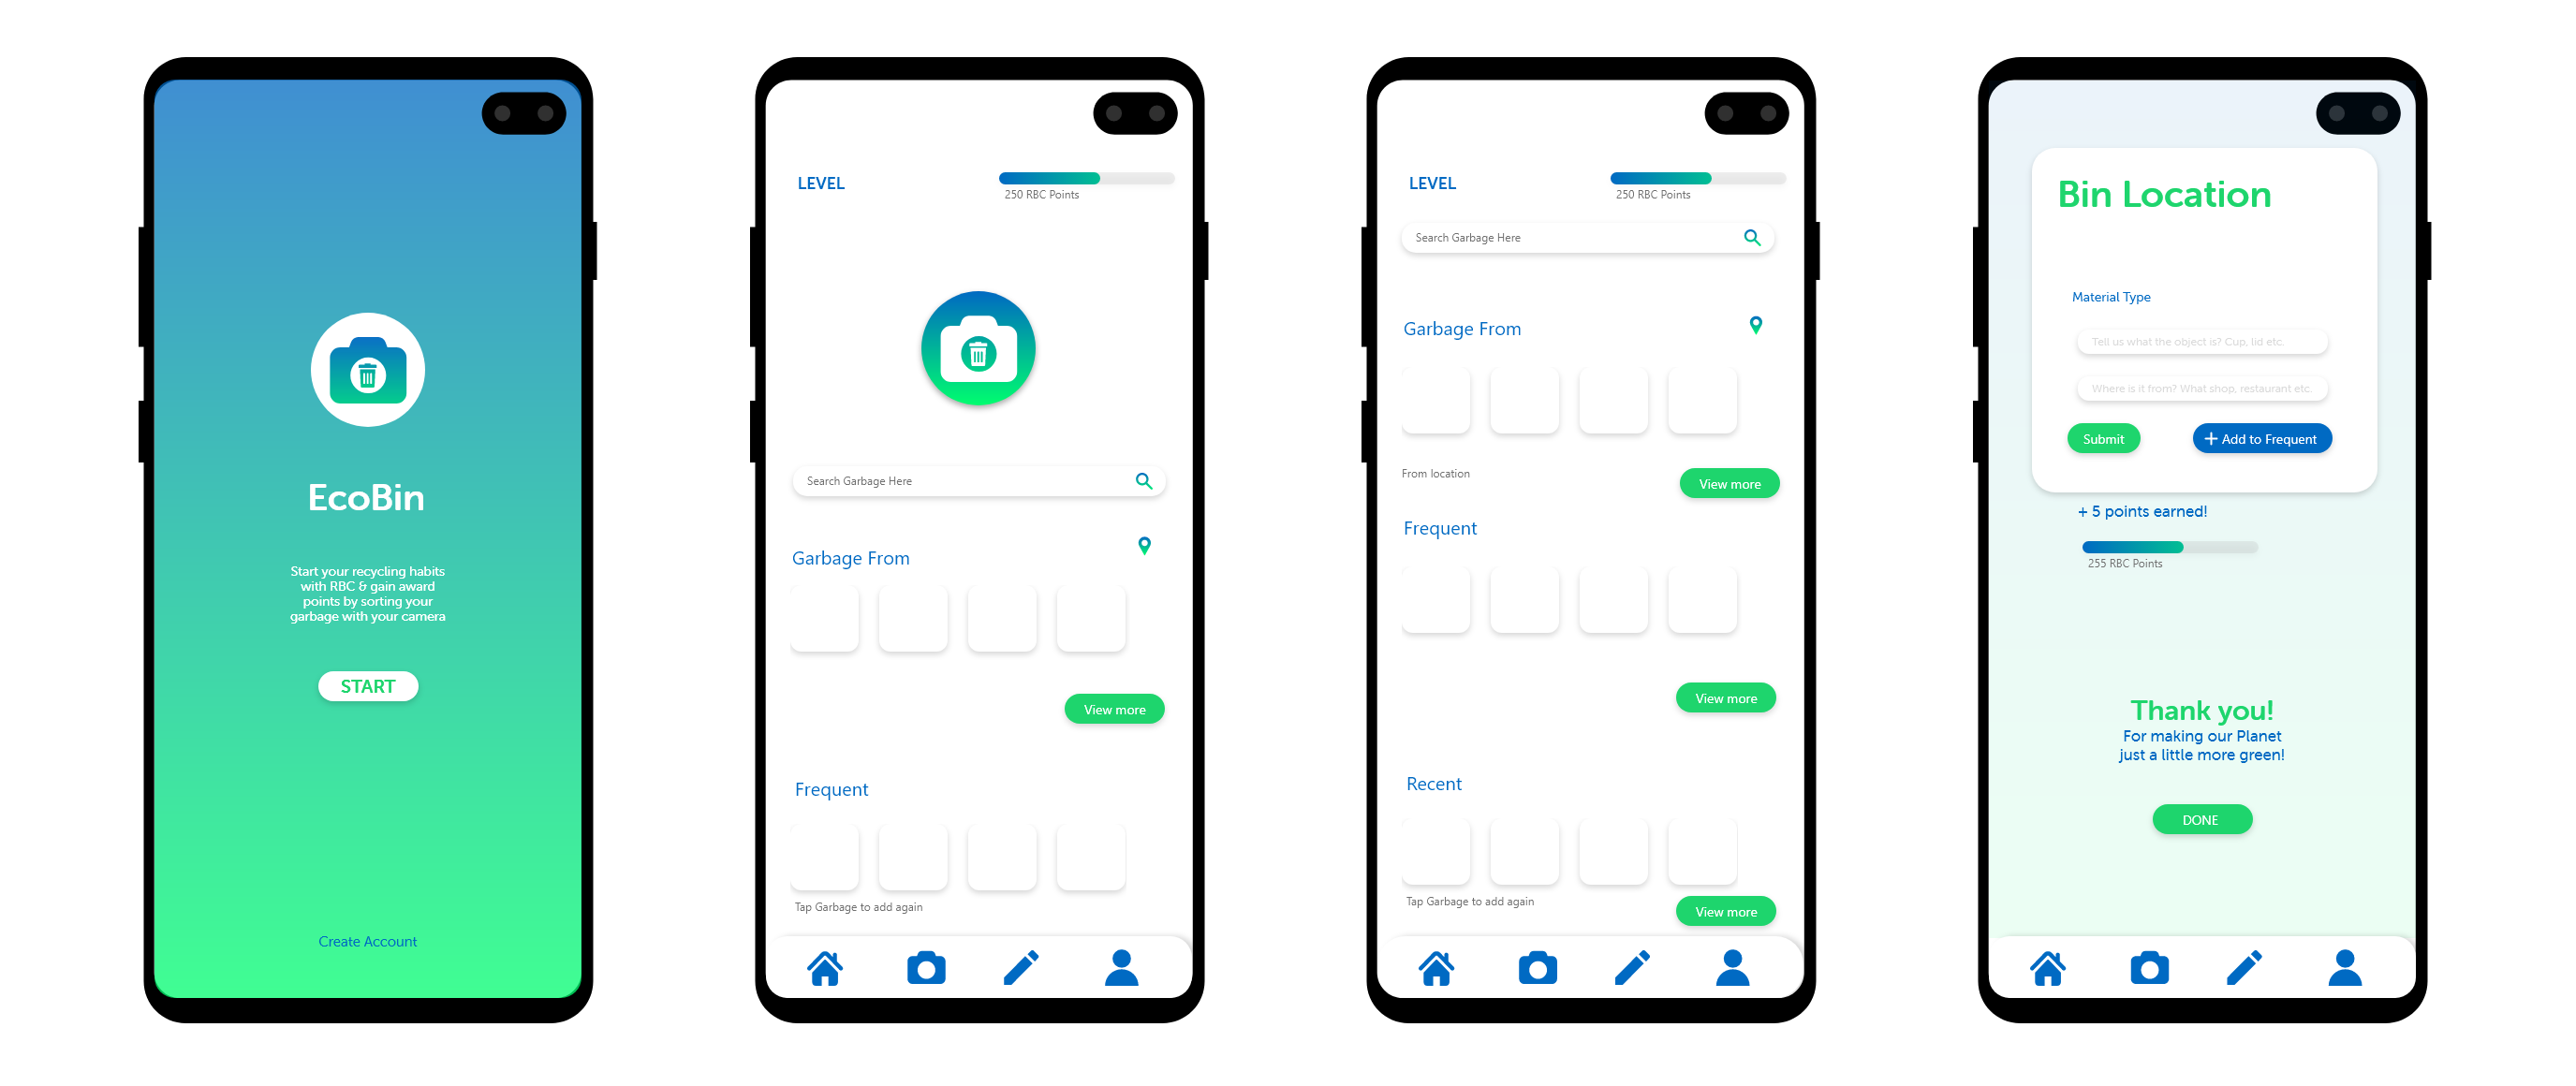 EcoBin
Start your recycling habits
with RBC & gain award
points by sorting your
garbage with your camera
START
Create Account
LEVEL
250 RBC Points
Search Garbage Here
Garbage From
View more
Frequent
Tap Garbage to add again
LEVEL
250 RBC Points
Search Garbage Here
Garbage From
From location
View more
Frequent
View more
Recent
Tap Garbage to add again
View more
Bin Location
Material Type
Tell us what the object is? Cup, lid etc.
Where is it from? What shop, restaurant etc.
Submit
+ Add to Frequent
+ 5 points earned!
255 RBC Points
Thank you!
For making our Planet
just a little more green!
DONE